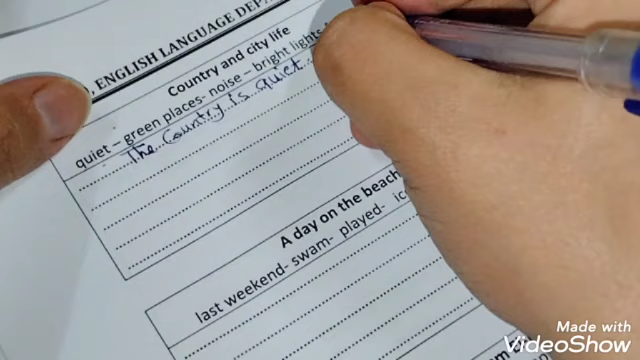 , ENGLISH LANGUAGE DEP
Country and city life
quiet – green places- noise – bright lights
The Country is quiet
A day on the beach
last weekend- swam- played- ic
Made with
VideoShow